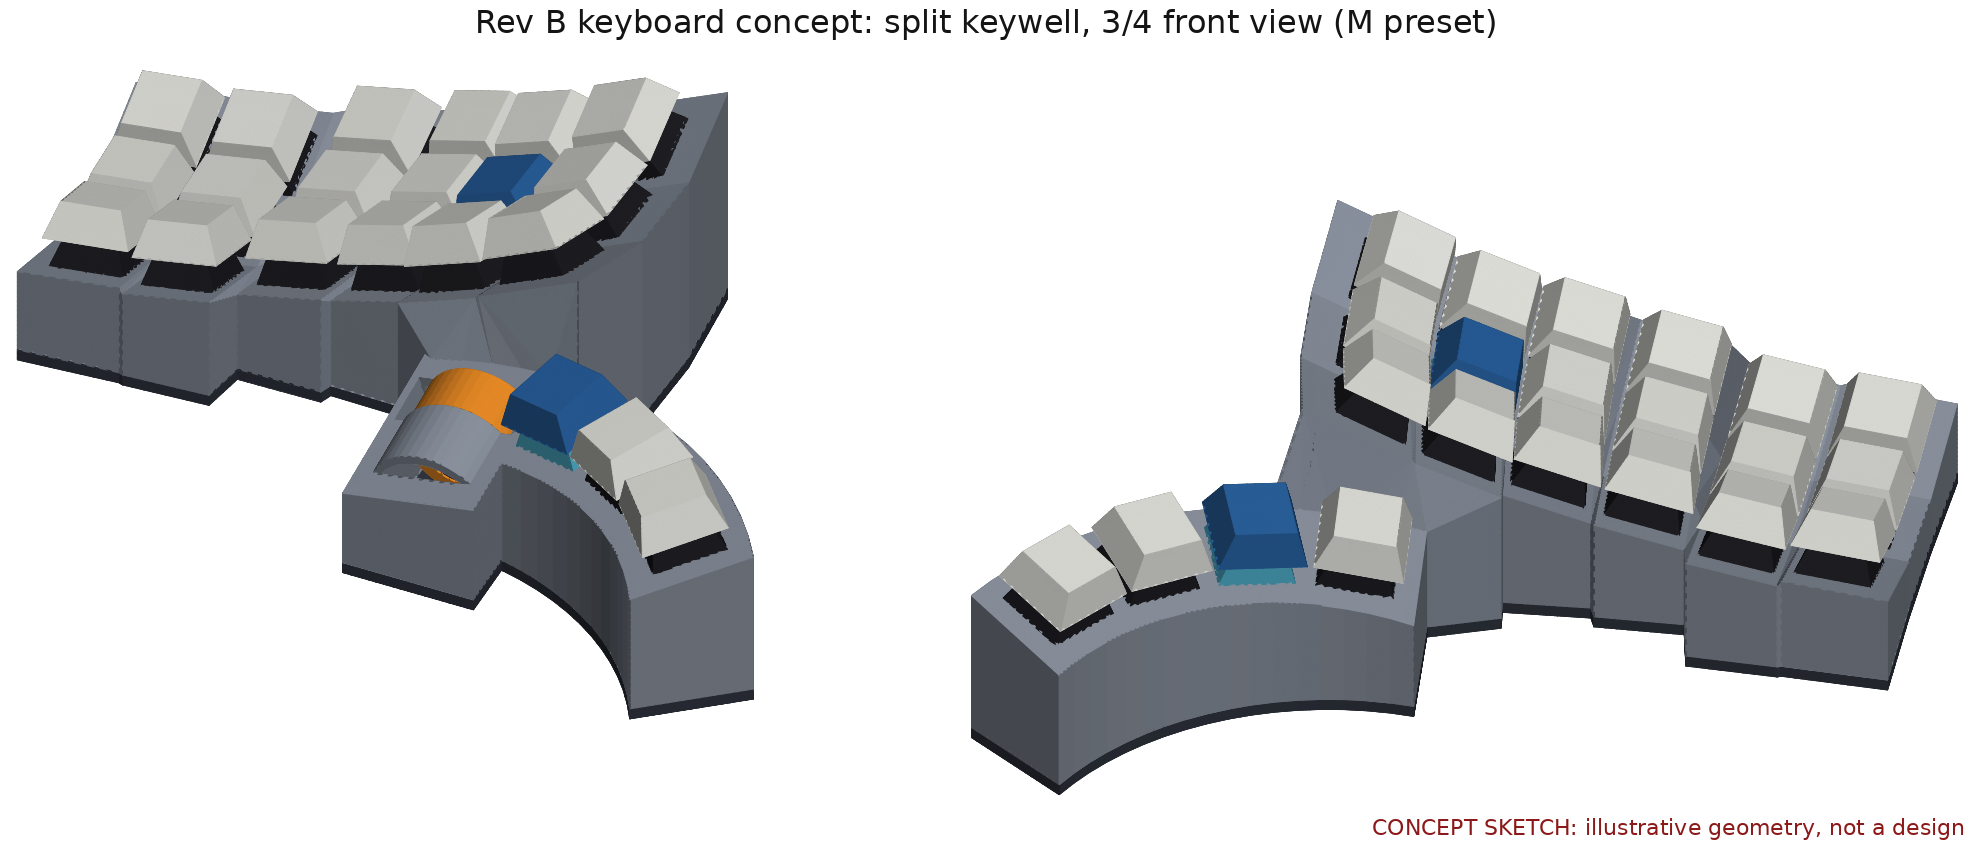 Rev B keyboard concept: split keywell, 3/4 front view (M preset)
CONCEPT SKETCH: illustrative geometry, not a design